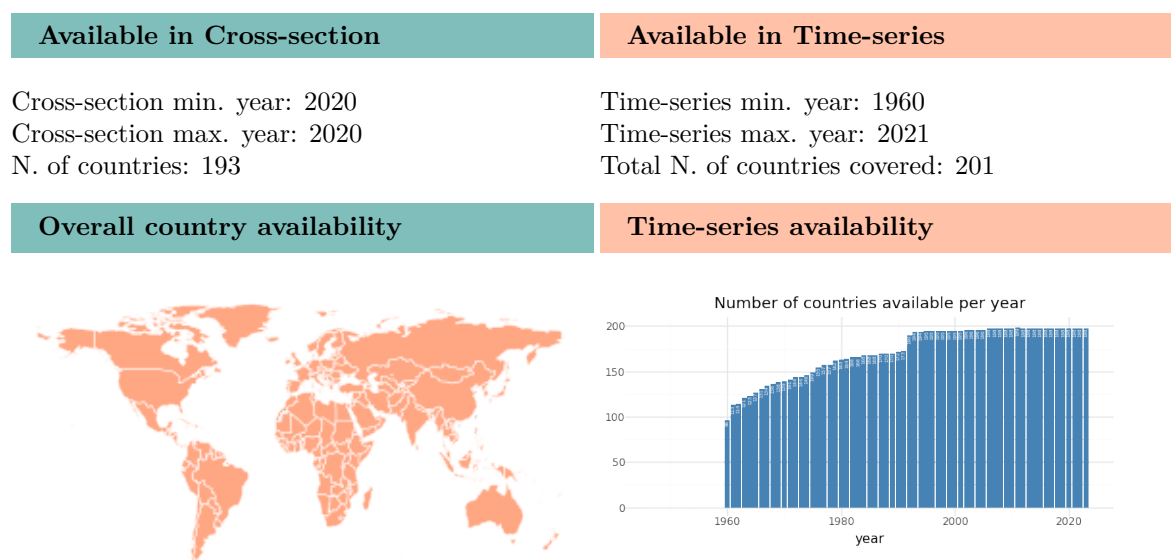 Available in Cross-section
Available in Time-series
Cross-section min. year: 2020
Cross-section max. year: 2020
N. of countries: 193
Time-series min. year: 1960
Time-series max. year: 2021
Total N. of countries covered: 201
Overall country availability
Time-series availability
Number of countries available per year
200
150
100
50
0
1960
1980
2000
2020
year